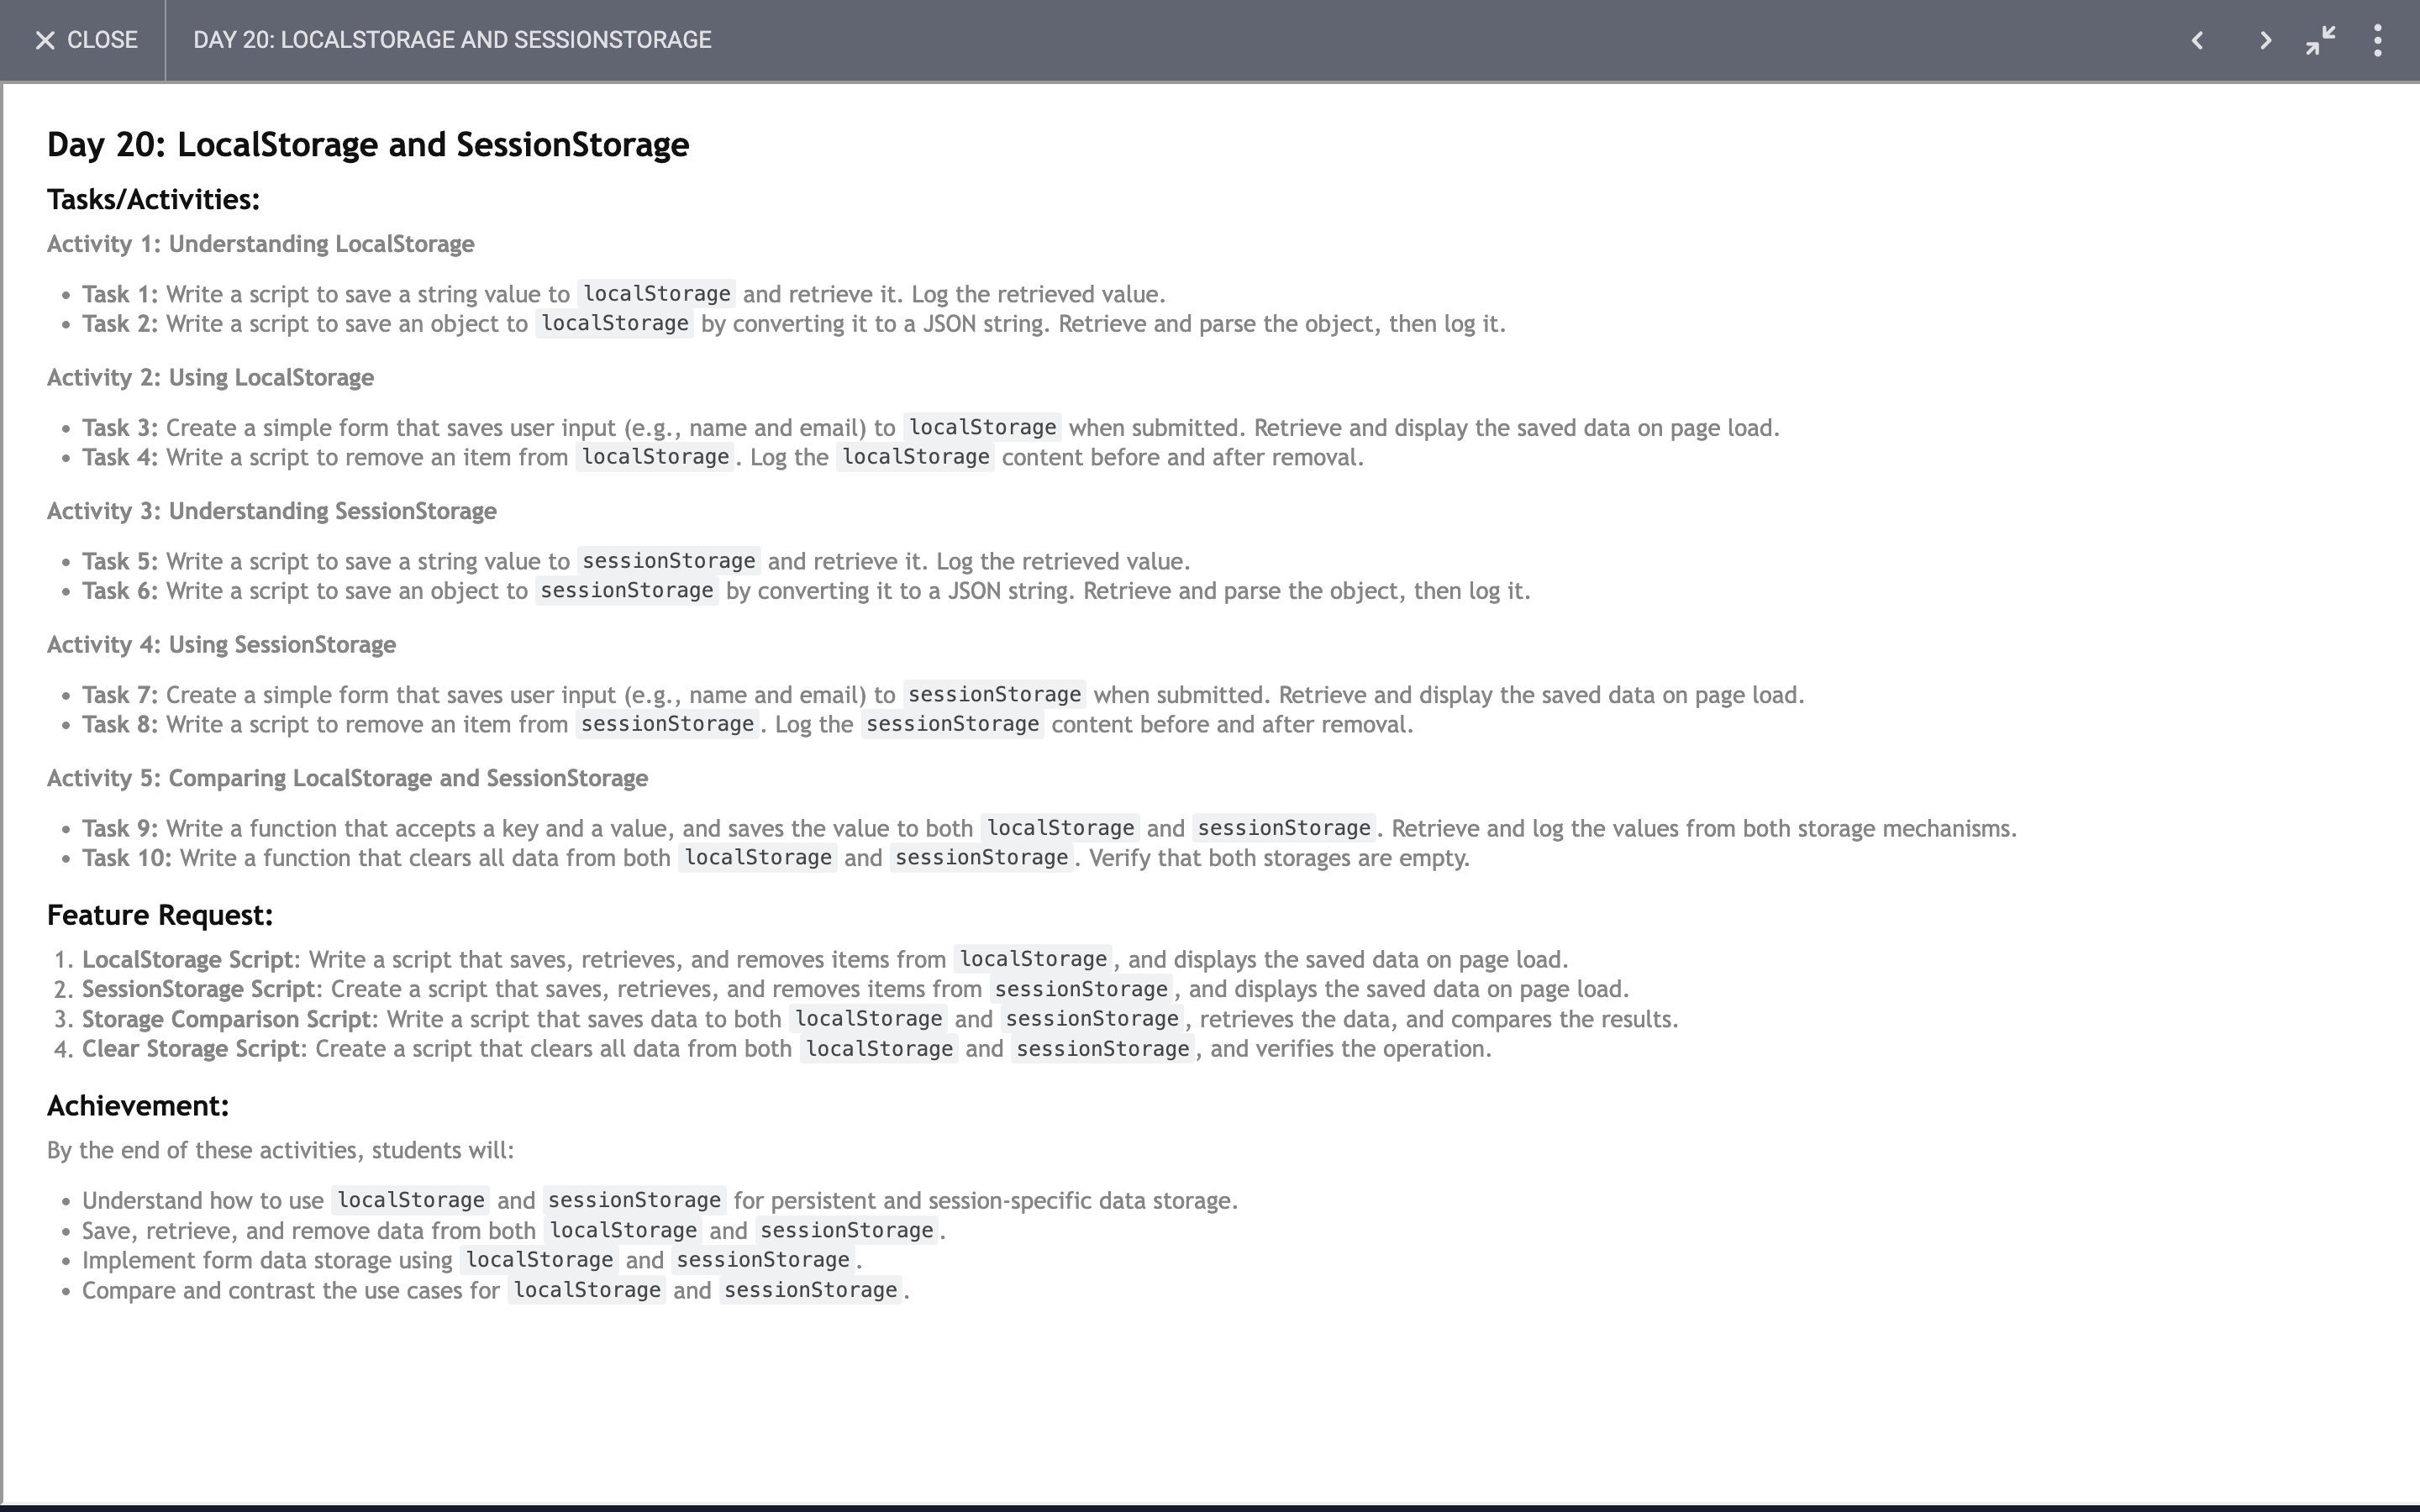 CLOSE
DAY 20: LOCALSTORAGE AND SESSIONSTORAGE
Day 20: LocalStorage and SessionStorage
Tasks/Activities:
Activity 1: Understanding LocalStorage
• Task 1: Write a script to save a string value to localStorage and retrieve it. Log the retrieved value.
• Task 2: Write a script to save an object to localStorage by converting it to a JSON string. Retrieve and parse the object, then log it.
Activity 2: Using LocalStorage
• Task 3: Create a simple form that saves user input (e.g., name and email) to localStorage when submitted. Retrieve and display the saved data on page load.
• Task 4: Write a script to remove an item from localStorage. Log the localStorage content before and after removal.
Activity 3: Understanding SessionStorage
• Task 5: Write a script to save a string value to sessionStorage and retrieve it. Log the retrieved value.
• Task 6: Write a script to save an object to sessionStorage by converting it to a JSON string. Retrieve and parse the object, then log it.
Activity 4: Using SessionStorage
• Task 7: Create a simple form that saves user input (e.g., name and email) to sessionStorage when submitted. Retrieve and display the saved data on page load.
• Task 8: Write a script to remove an item from sessionStorage. Log the sessionStorage content before and after removal.
Activity 5: Comparing LocalStorage and SessionStorage
• Task 9: Write a function that accepts a key and a value, and saves the value to both localStorage and sessionStorage. Retrieve and log the values from both storage mechanisms.
• Task 10: Write a function that clears all data from both localStorage and sessionStorage. Verify that both storages are empty.
Feature Request:
1. LocalStorage Script: Write a script that saves, retrieves, and removes items from localStorage, and displays the saved data on page load.
2. SessionStorage Script: Create a script that saves, retrieves, and removes items from sessionStorage, and displays the saved data on page load.
3. Storage Comparison Script: Write a script that saves data to both localStorage and sessionStorage, retrieves the data, and compares the results.
4. Clear Storage Script: Create a script that clears all data from both localStorage and sessionStorage, and verifies the operation.
Achievement:
By the end of these activities, students will:
• Understand how to use localStorage and sessionStorage for persistent and session-specific data storage.
• Save, retrieve, and remove data from both localStorage and sessionStorage.
• Implement form data storage using localStorage and sessionStorage.
• Compare and contrast the use cases for localStorage and sessionStorage.